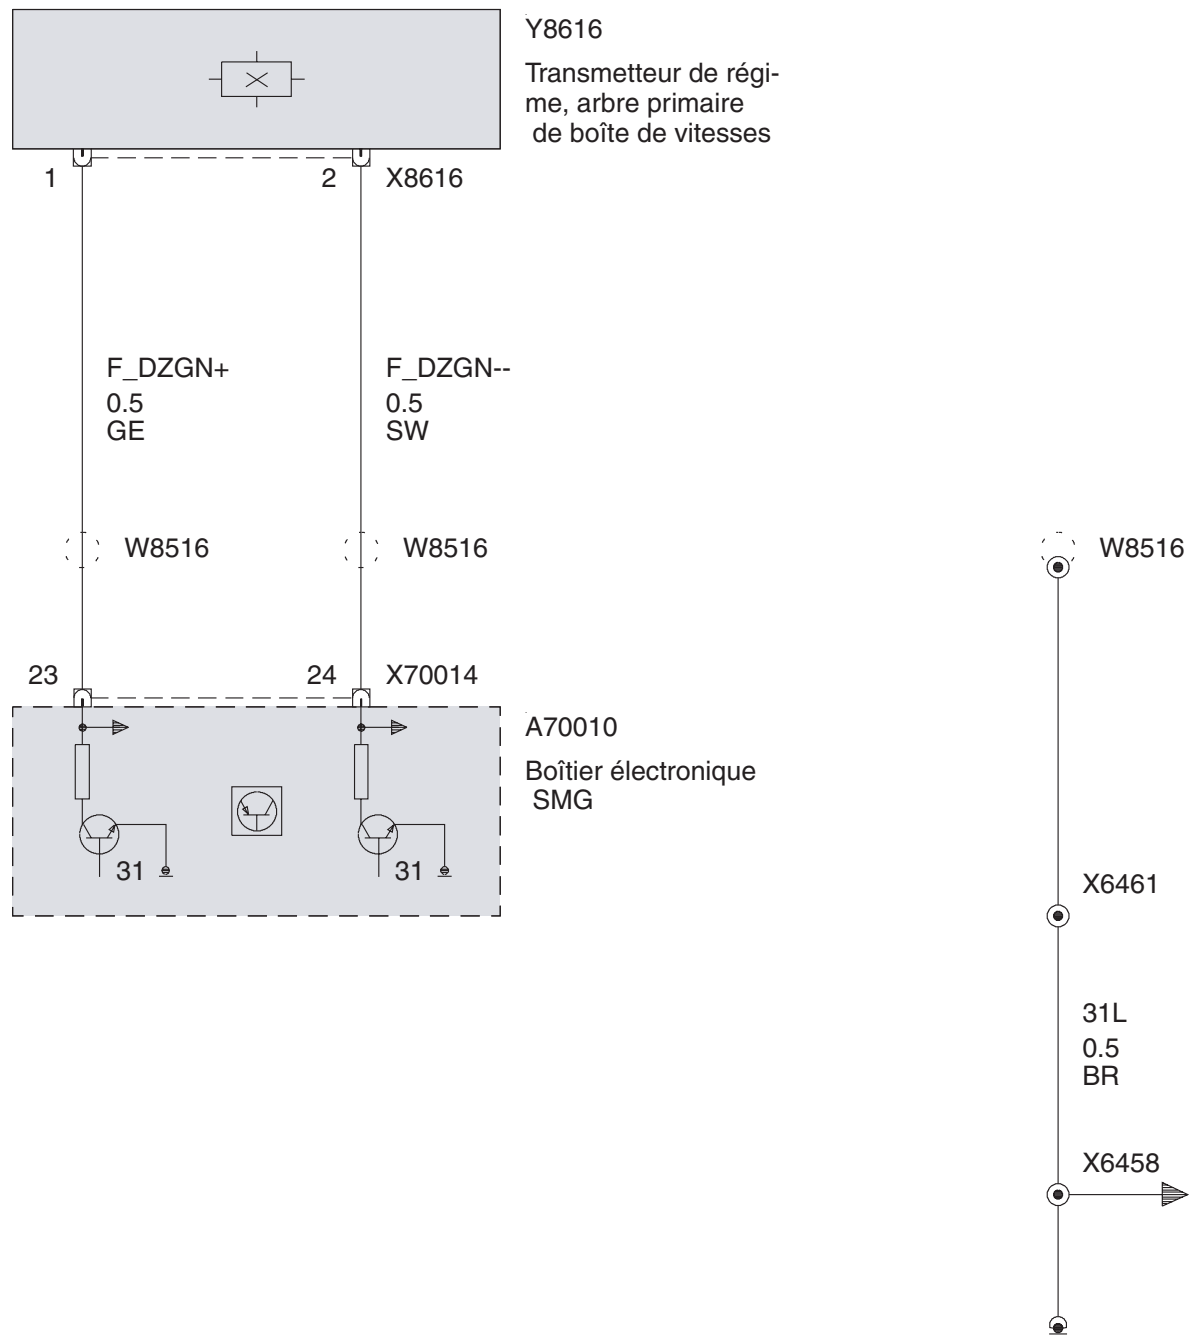 Y8616
Transmetteur de régi-
me, arbre primaire
de boîte de vitesses
1
2
X8616
F_DZGN+
0.5
GE
F_DZGN--
0.5
SW
W8516
W8516
W8516
23
24
X70014
A70010
Boîtier électronique
SMG
31
31
X6461
31L
0.5
BR
X6458